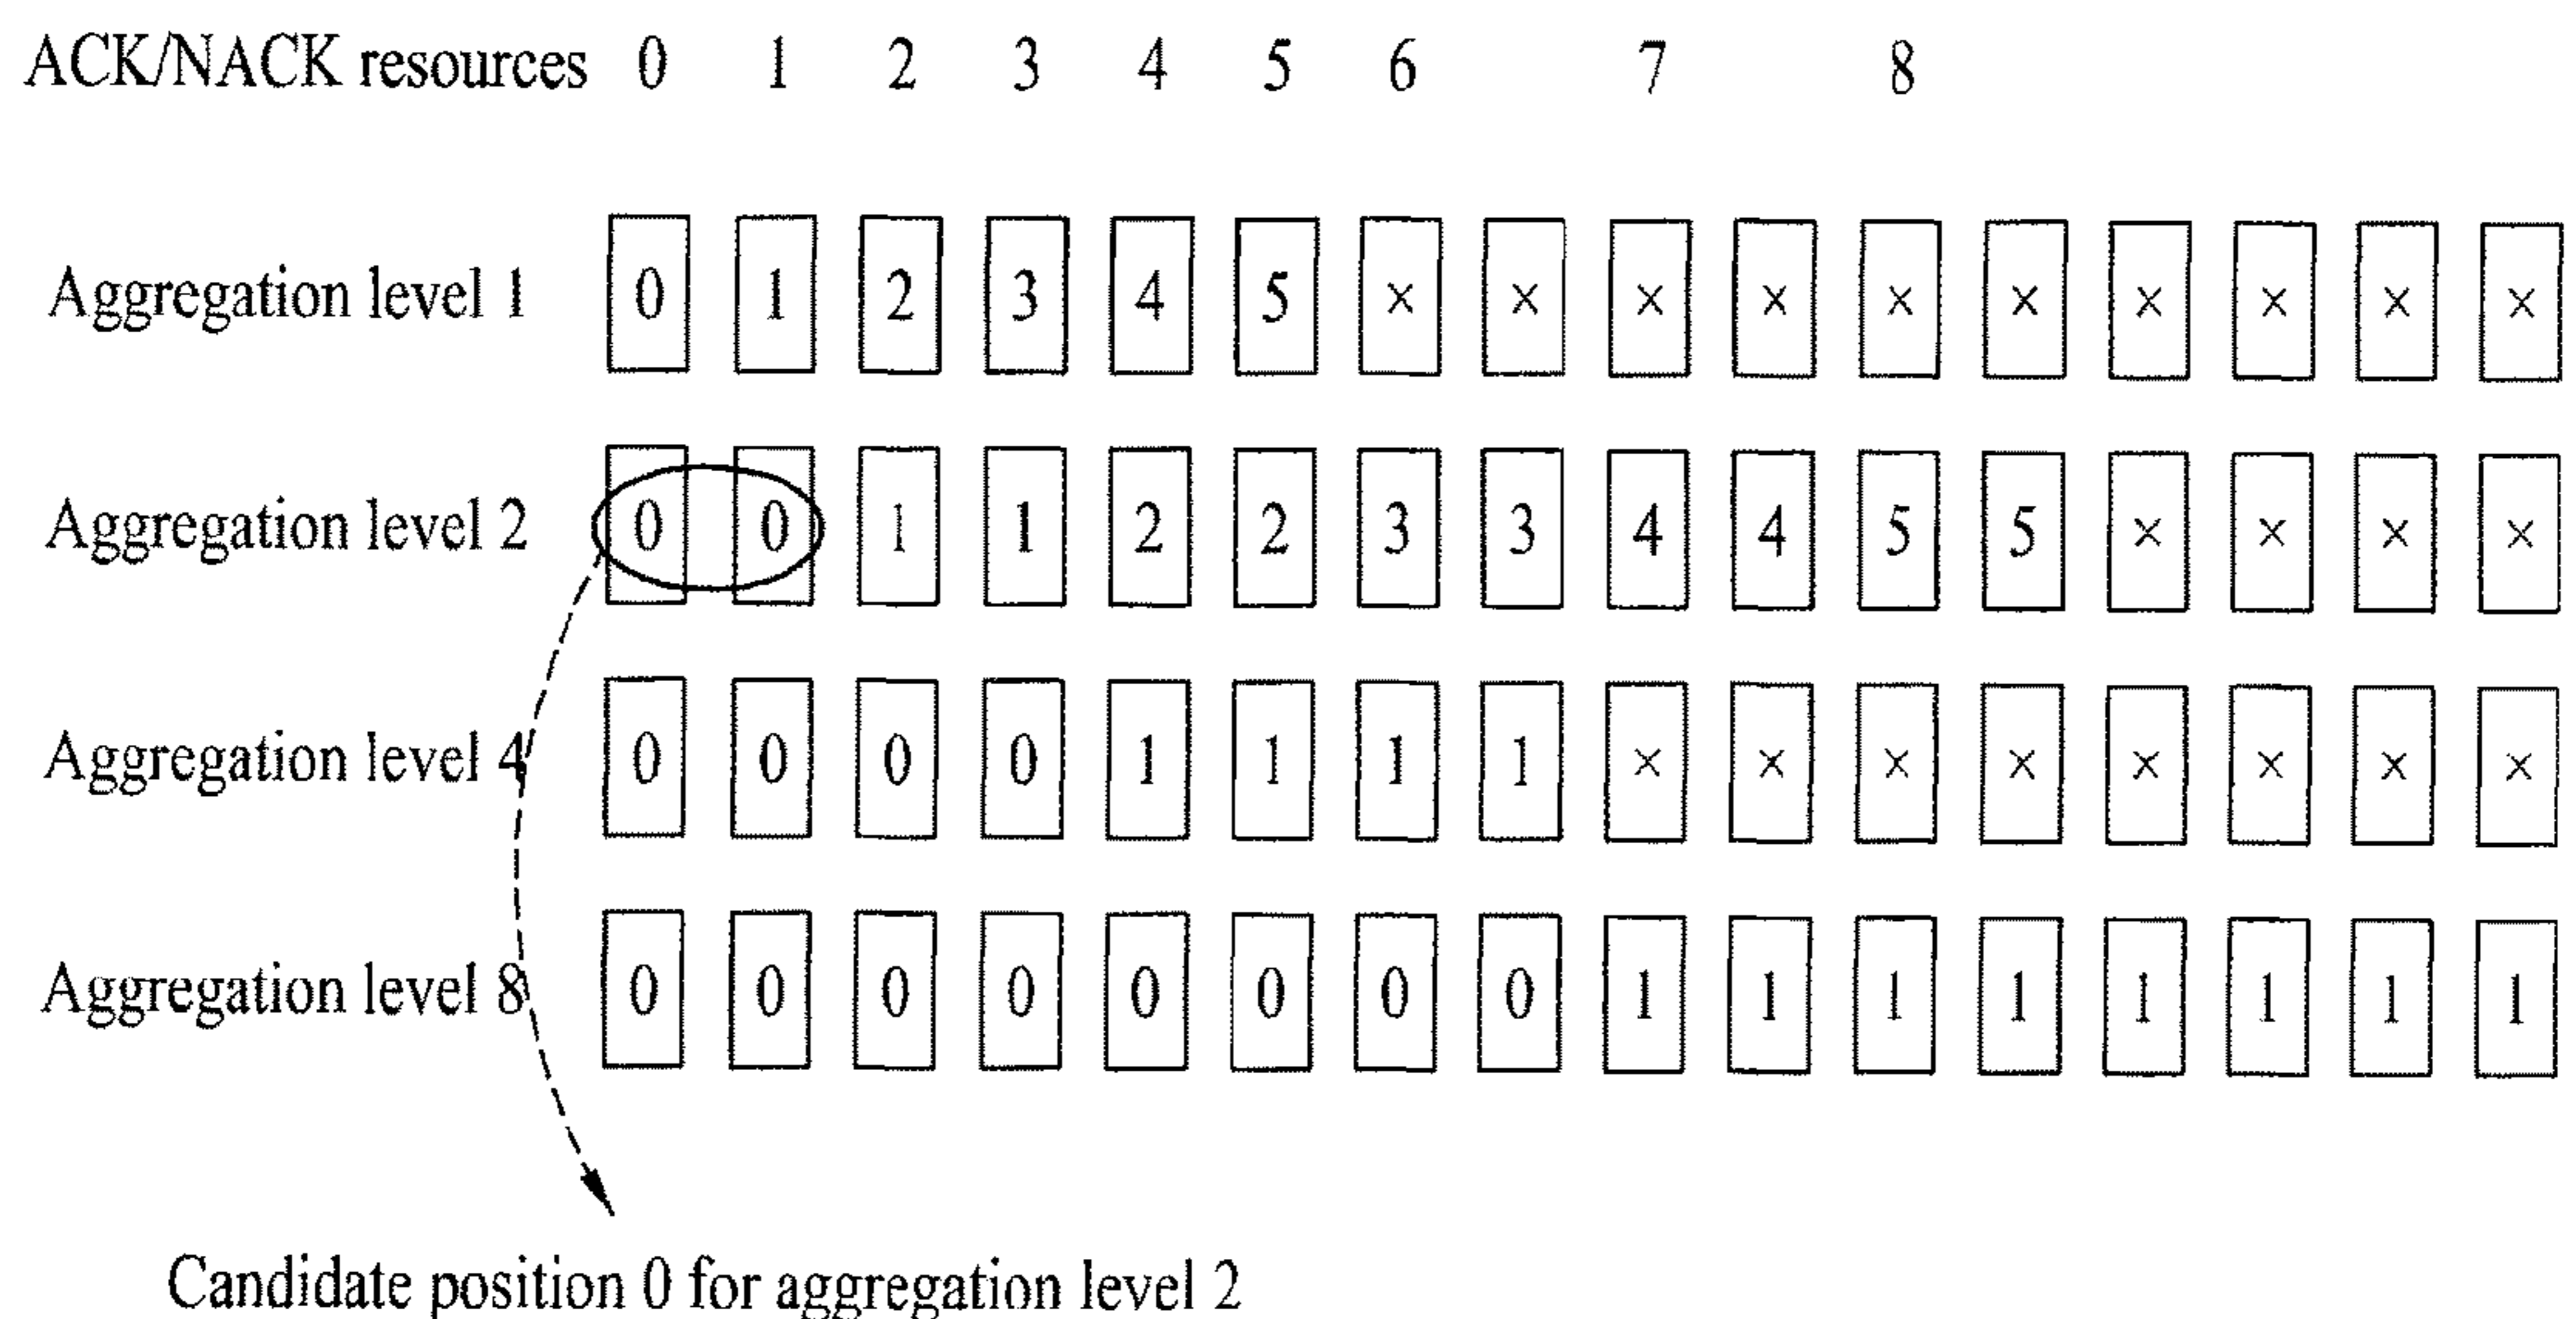 ACK/NACK resources 0 1 2 3 4 5 6 7 8
Aggregation level 1 0 1 2 3 4 5 × × × × × × × × × ×
Aggregation level 2 0 0 1 1 2 2 3 3 4 4 5 5 × × × ×
Aggregation level 4 0 0 0 0 1 1 1 1 × × × × × × × ×
Aggregation level 8 0 0 0 0 0 0 0 0 1 1 1 1 1 1 1 1
Candidate position 0 for aggregation level 2